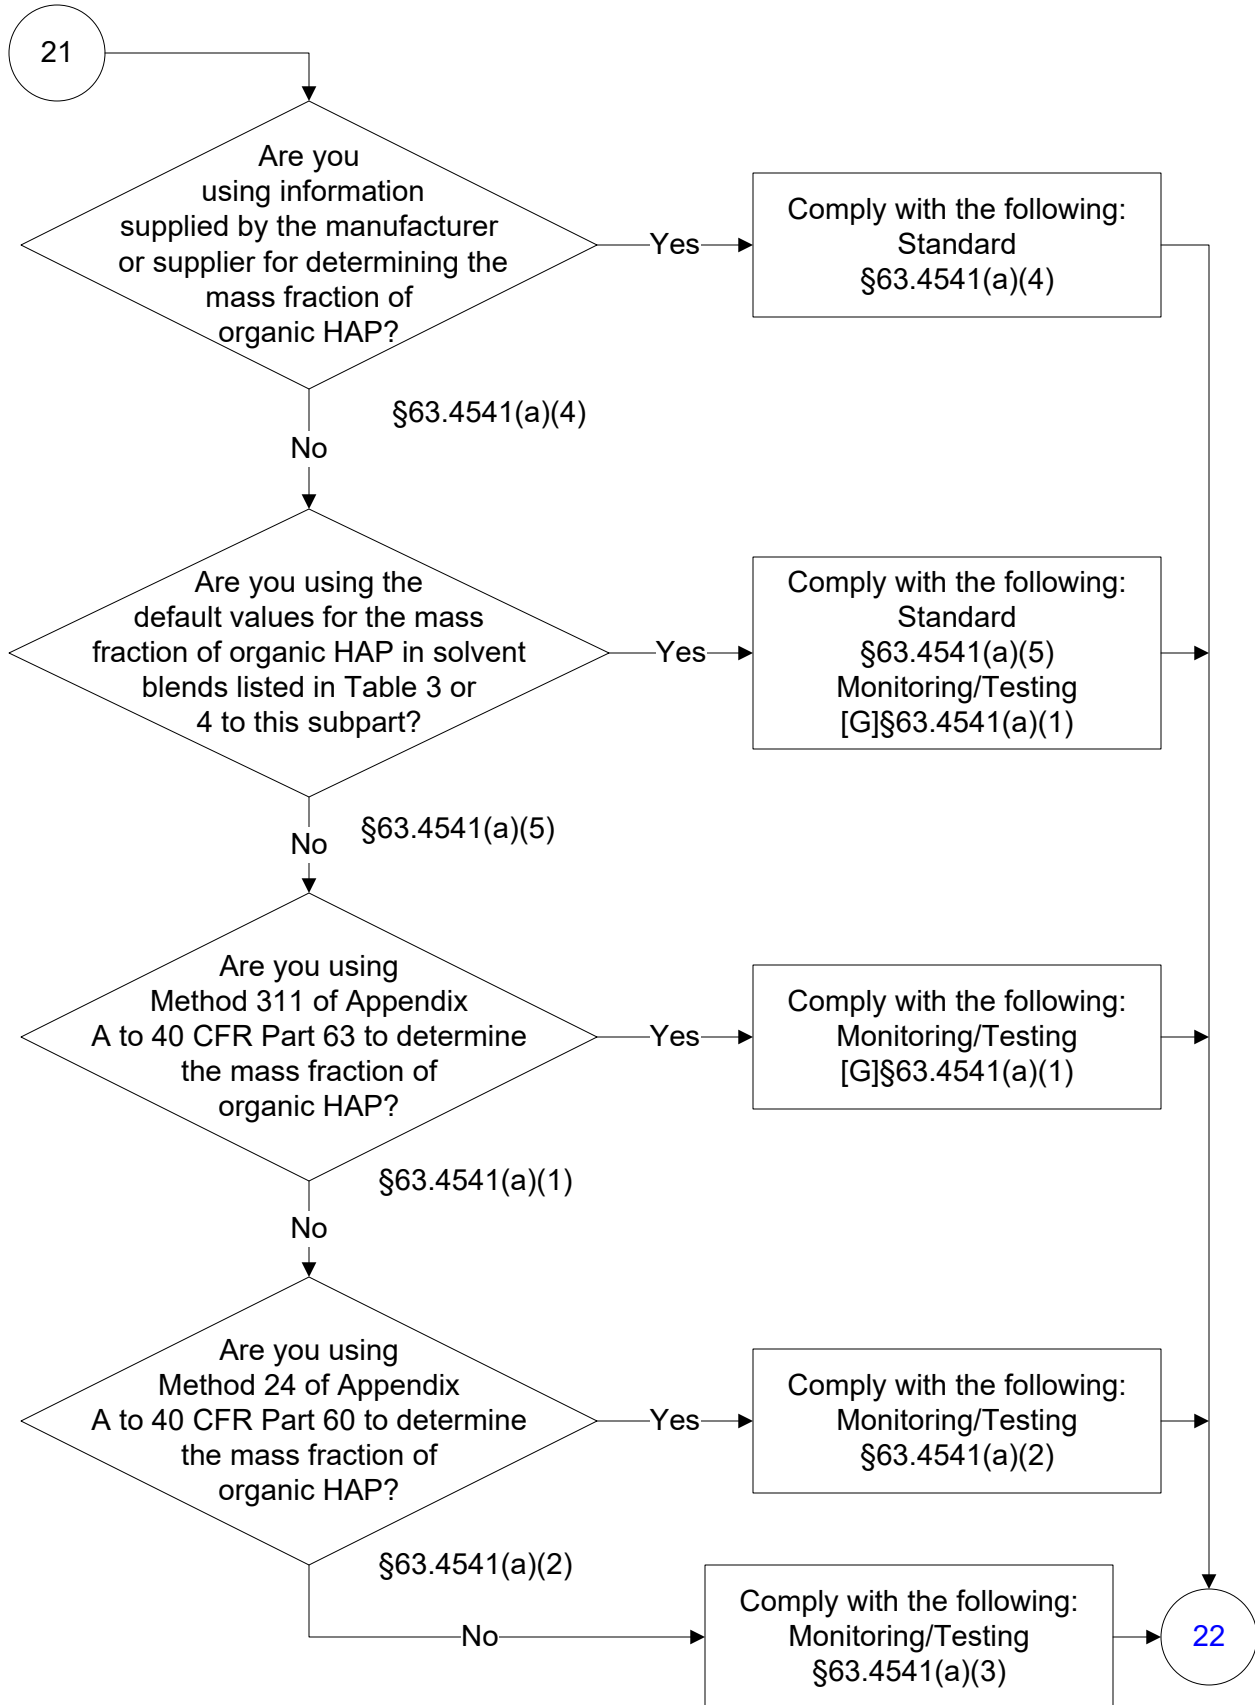 21
Are you
using information
supplied by the manufacturer
or supplier for determining the
mass fraction of
organic HAP?
Yes
Comply with the following:
Standard
§63.4541(a)(4)
§63.4541(a)(4)
No
Are you using the
default values for the mass
fraction of organic HAP in solvent
blends listed in Table 3 or
4 to this subpart?
Yes
Comply with the following:
Standard
§63.4541(a)(5)
Monitoring/Testing
[G]§63.4541(a)(1)
§63.4541(a)(5)
No
Are you using
Method 311 of Appendix
A to 40 CFR Part 63 to determine
the mass fraction of
organic HAP?
Yes
Comply with the following:
Monitoring/Testing
[G]§63.4541(a)(1)
§63.4541(a)(1)
No
Are you using
Method 24 of Appendix
A to 40 CFR Part 60 to determine
the mass fraction of
organic HAP?
Yes
Comply with the following:
Monitoring/Testing
§63.4541(a)(2)
§63.4541(a)(2)
No
Comply with the following:
Monitoring/Testing
§63.4541(a)(3)
22